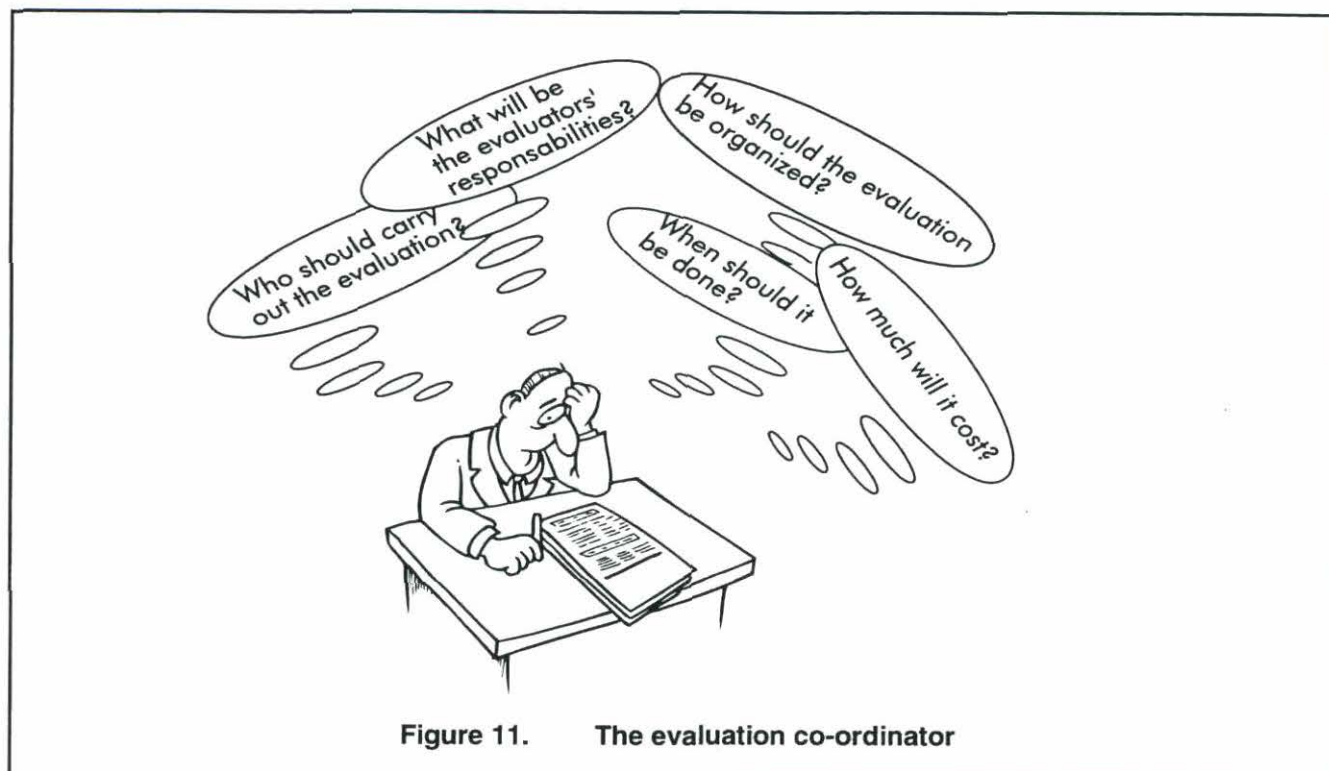 Who should carry
out the evaluation?
What will be
the evaluators'
responsabilities?
How should the evaluation
be organized?
When should it
be done?
How much will it cost?
Figure 11. The evaluation co-ordinator